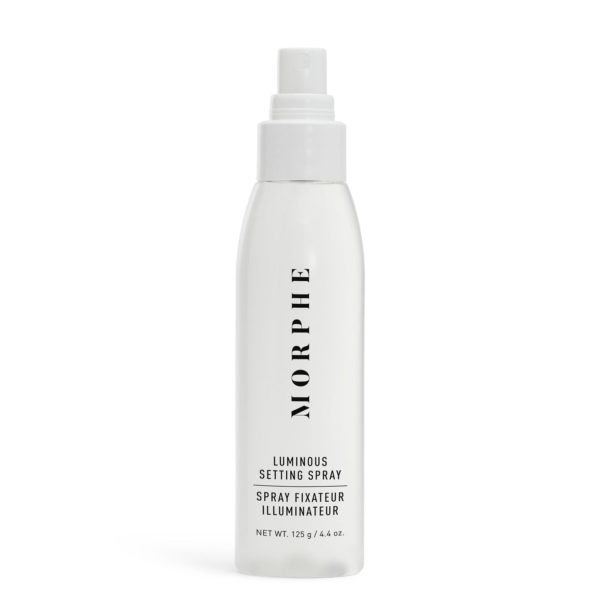 MORPHE
LUMINOUS
SETTING SPRAY
SPRAY FIXATEUR
ILLUMINATEUR
NET WT. 125 g / 4.4 oz.